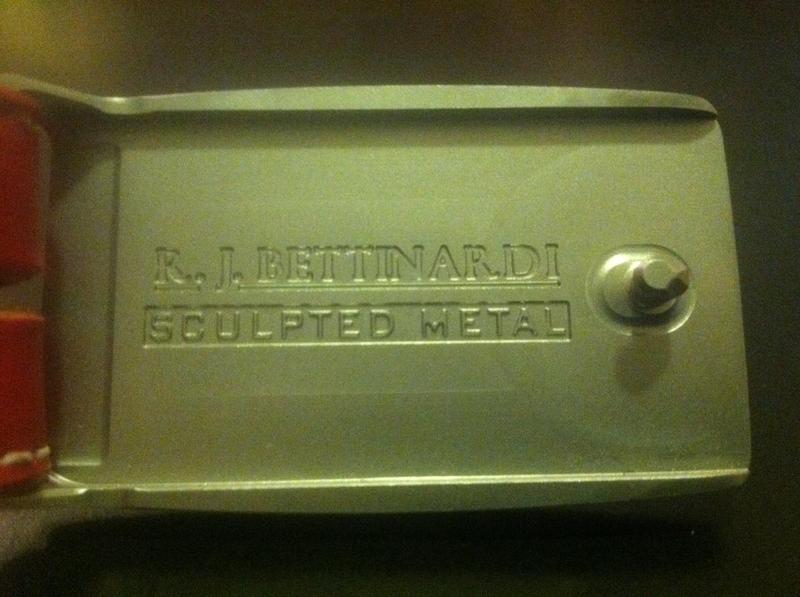 R. J. BETTINARDI
SCULPTED METAL